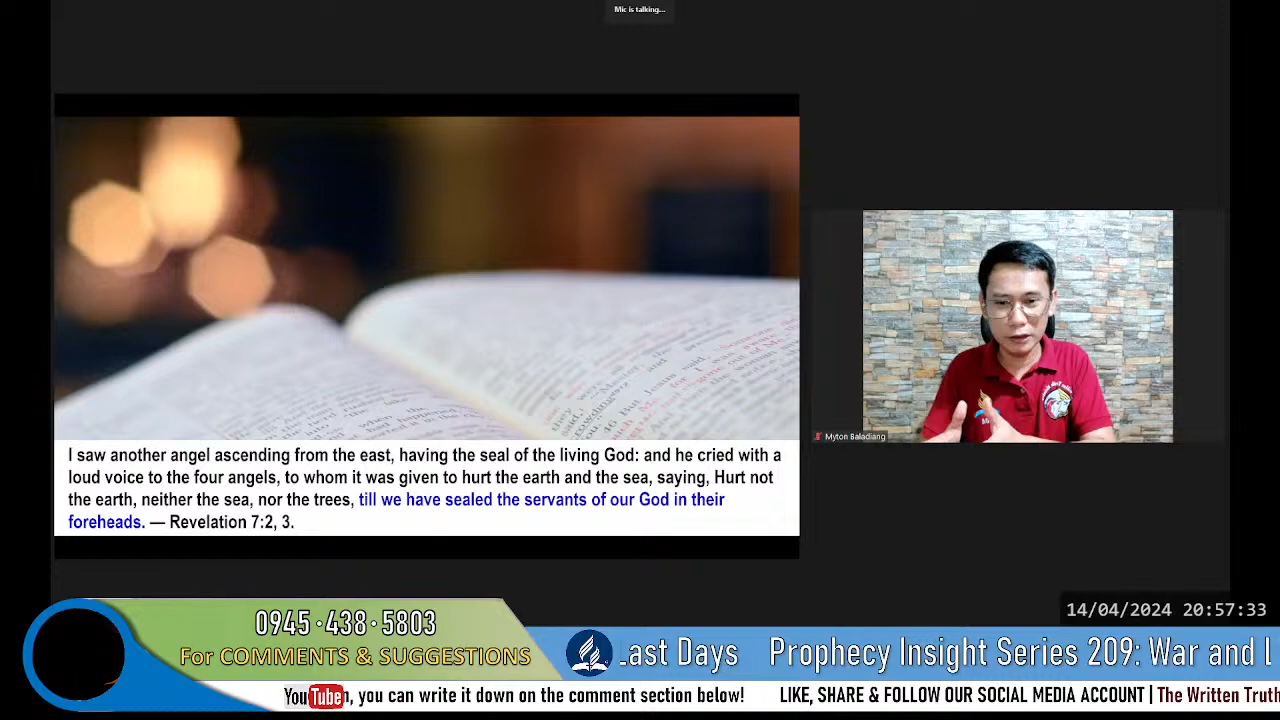 Mic is talking...
I saw another angel ascending from the east, having the seal of the living God: and he cried with a
loud voice to the four angels, to whom it was given to hurt the earth and the sea, saying, Hurt not
the earth, neither the sea, nor the trees, till we have sealed the servants of our God in their
foreheads. — Revelation 7:2, 3.
Myton Baladiang
14/04/2024 20:57:33
0945·438·5803
For COMMENTS & SUGGESTIONS
Last Days Prophecy Insight Series 209: War and
YouTube, you can write it down on the comment section below! LIKE, SHARE & FOLLOW OUR SOCIAL MEDIA ACCOUNT | The Written Truth